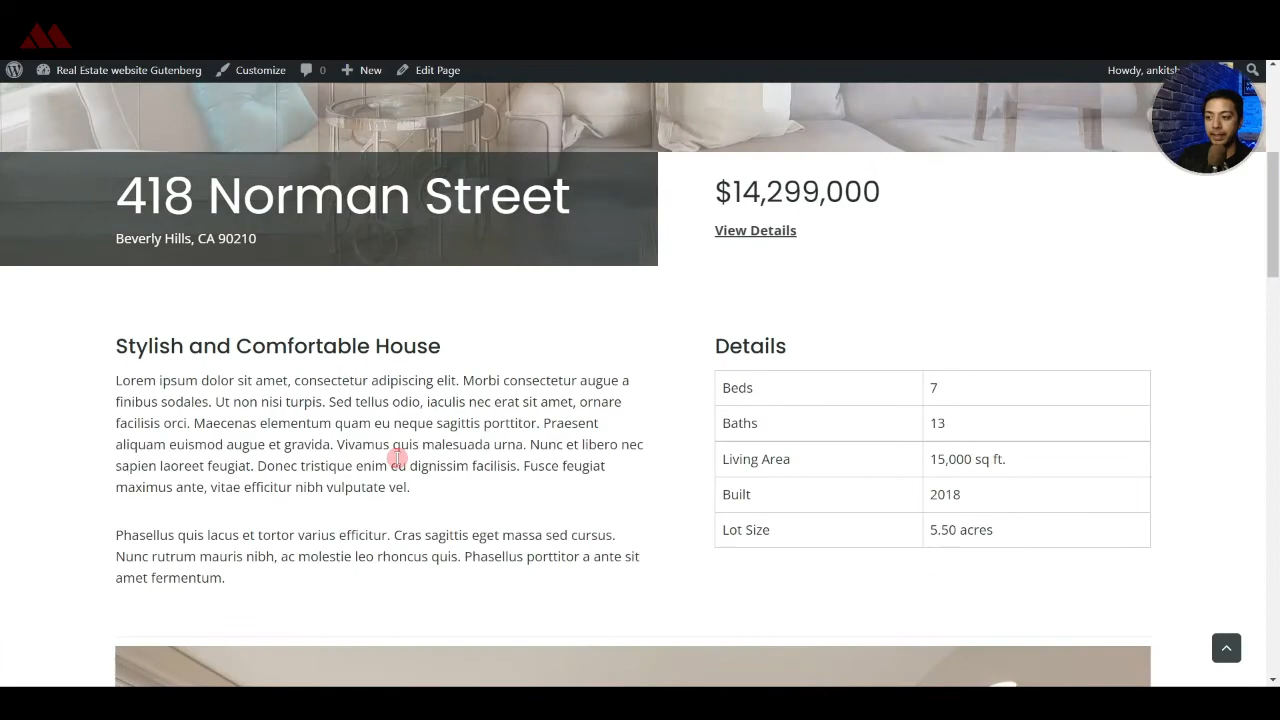 Real Estate website Gutenberg Customize 0 New Edit Page Howdy, ankitsh
418 Norman Street
Beverly Hills, CA 90210
$14,299,000
View Details
Stylish and Comfortable House
Lorem ipsum dolor sit amet, consectetur adipiscing elit. Morbi consectetur augue a
finibus sodales. Ut non nisi turpis. Sed tellus odio, iaculis nec erat sit amet, ornare
facilisis orci. Maecenas elementum quam eu neque sagittis porttitor. Praesent
aliquam euismod augue et gravida. Vivamus quis malesuada urna. Nunc et libero nec
sapien laoreet feugiat. Donec tristique enim eu dignissim facilisis. Fusce feugiat
maximus ante, vitae efficitur nibh vulputate vel.
Phasellus quis lacus et tortor varius efficitur. Cras sagittis eget massa sed cursus.
Nunc rutrum mauris nibh, ac molestie leo rhoncus quis. Phasellus porttitor a ante sit
amet fermentum.
Details
Beds 7
Baths 13
Living Area 15,000 sq ft.
Built 2018
Lot Size 5.50 acres